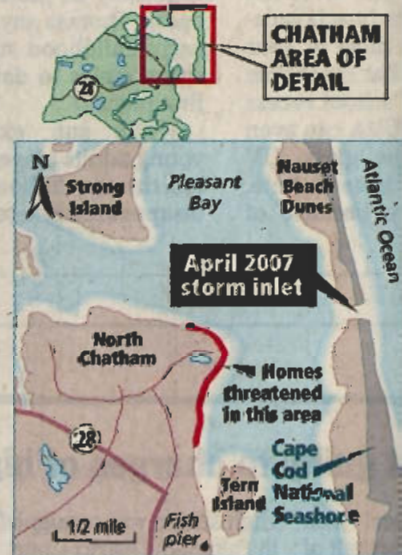 CHATHAM
AREA OF
DETAIL
28
N
Strong
Island
Pleasant
Bay
Nauset
Beach
Dunes
Atlantic Ocean
April 2007
storm inlet
North
Chatham
Homes
threatened
in this area
28
Cape
Cod
National
Seashore
Tern
Island
1/2 mile
Fish
pier